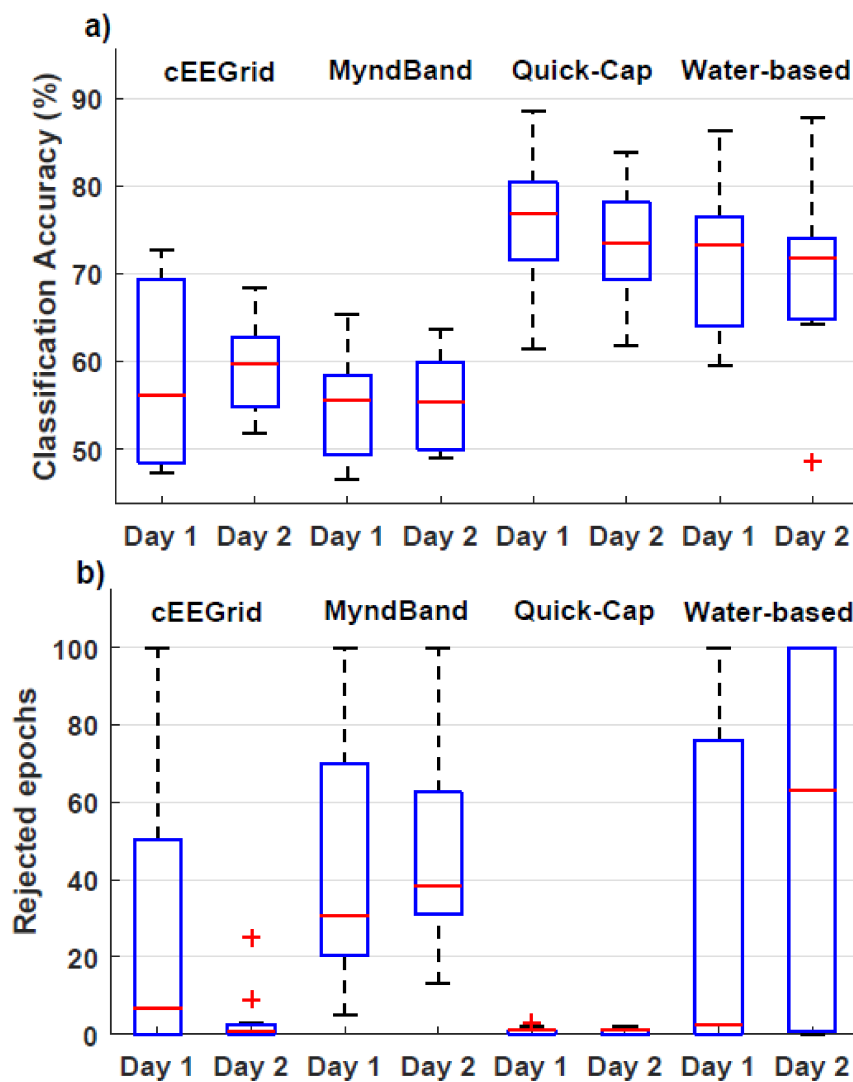 a)
cEEGrid MyndBand Quick-Cap Water-based
Classification Accuracy (%)
90
80
70
60
50
Day 1 Day 2 Day 1 Day 2 Day 1 Day 2 Day 1 Day 2
b)
cEEGrid MyndBand Quick-Cap Water-based
Rejected epochs
100
80
60
40
20
0
Day 1 Day 2 Day 1 Day 2 Day 1 Day 2 Day 1 Day 2